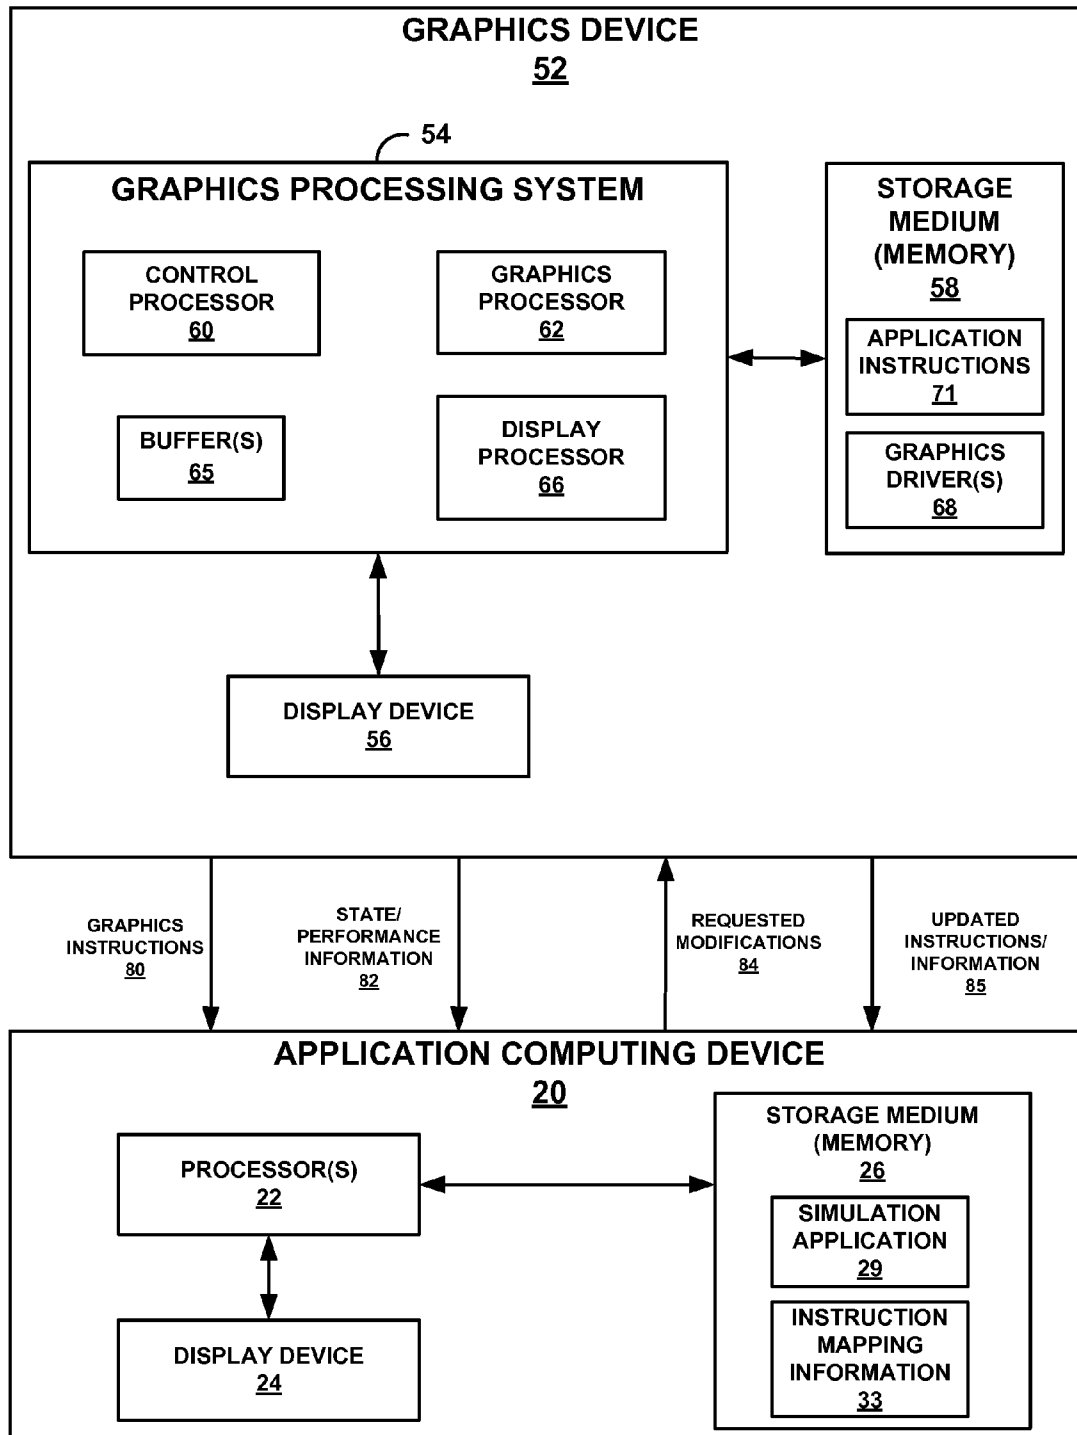 GRAPHICS DEVICE
52
54
GRAPHICS PROCESSING SYSTEM
CONTROL
PROCESSOR
60
GRAPHICS
PROCESSOR
62
BUFFER(S)
65
DISPLAY
PROCESSOR
66
STORAGE
MEDIUM
(MEMORY)
58
APPLICATION
INSTRUCTIONS
71
GRAPHICS
DRIVER(S)
68
DISPLAY DEVICE
56
GRAPHICS
INSTRUCTIONS
80
STATE/
PERFORMANCE
INFORMATION
82
REQUESTED
MODIFICATIONS
84
UPDATED
INSTRUCTIONS/
INFORMATION
85
APPLICATION COMPUTING DEVICE
20
PROCESSOR(S)
22
DISPLAY DEVICE
24
STORAGE MEDIUM
(MEMORY)
26
SIMULATION
APPLICATION
29
INSTRUCTION
MAPPING
INFORMATION
33